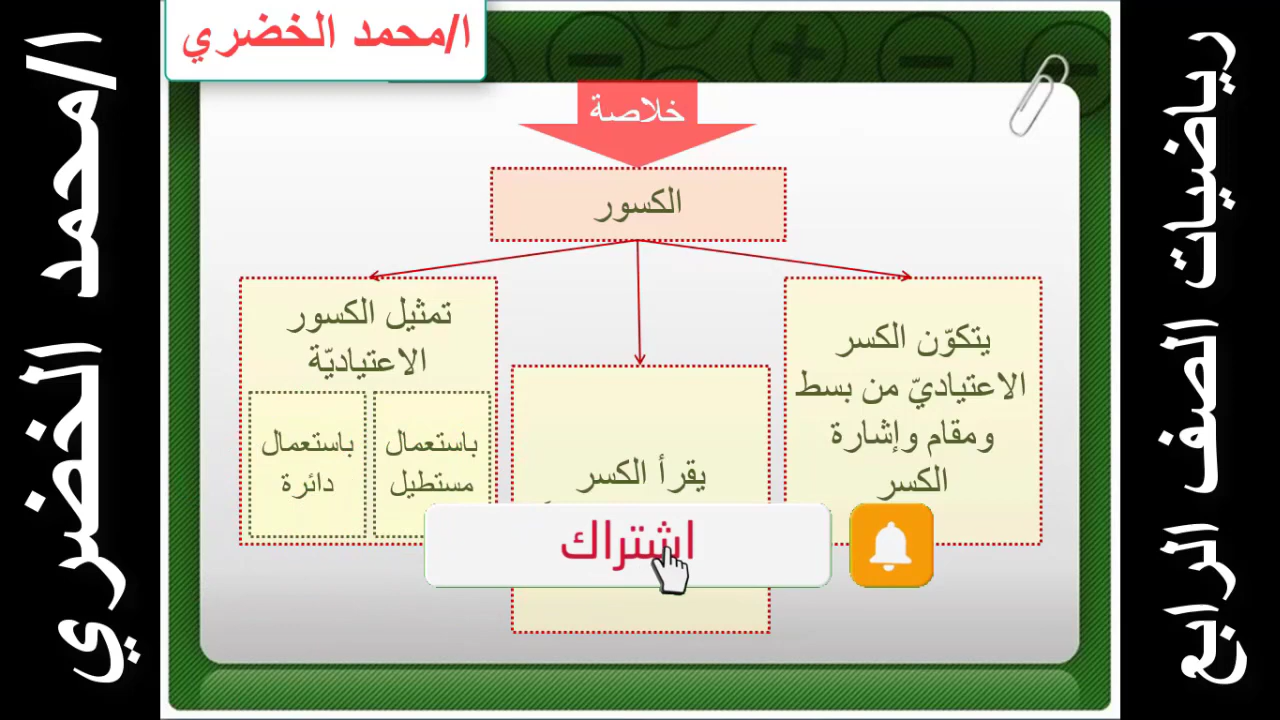 ا/محمد الخضري
رياضيات الصف الرابع
ا/محمد الخضري
خلاصة
الكسور
يتكوّن الكسر
الاعتياديّ من بسط
ومقام وإشارة
الكسر
يقرأ الكسر
تمثيل الكسور
الاعتياديّة
باستعمال
مستطيل
باستعمال
دائرة
اشتراك